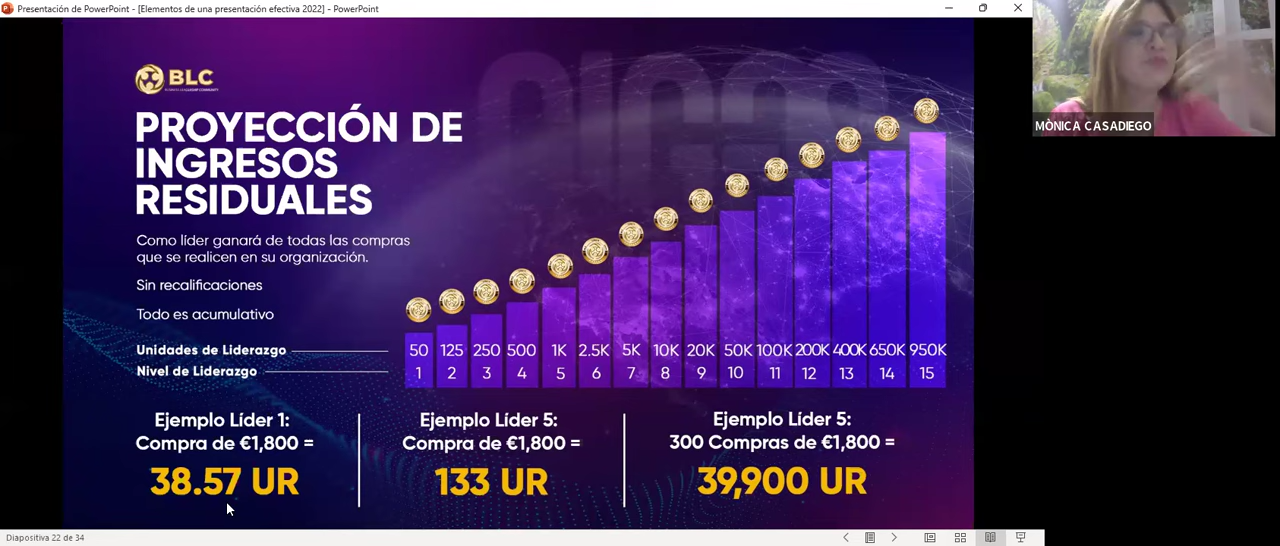 Presentación de PowerPoint - [Elementos de una presentación efectiva 2022] - PowerPoint
MÒNICA CASADIEGO
BLC
PROYECCIÓN DE
INGRESOS
RESIDUALES
Como líder ganará de todas las compras
que se realicen en su organización.
Sin recalificaciones
Todo es acumulativo
Unidades de Liderazgo 50 125 250 500 1K 2.5K 5K 10K 20K 50K 100K 200K 400K 650K 950K
Nivel de Liderazgo 1 2 3 4 5 6 7 8 9 10 11 12 13 14 15
Ejemplo Líder 1:
Compra de €1,800 =
38.57 UR
Ejemplo Líder 5:
Compra de €1,800 =
133 UR
Ejemplo Líder 5:
300 Compras de €1,800 =
39,900 UR
Diapositiva 22 de 34